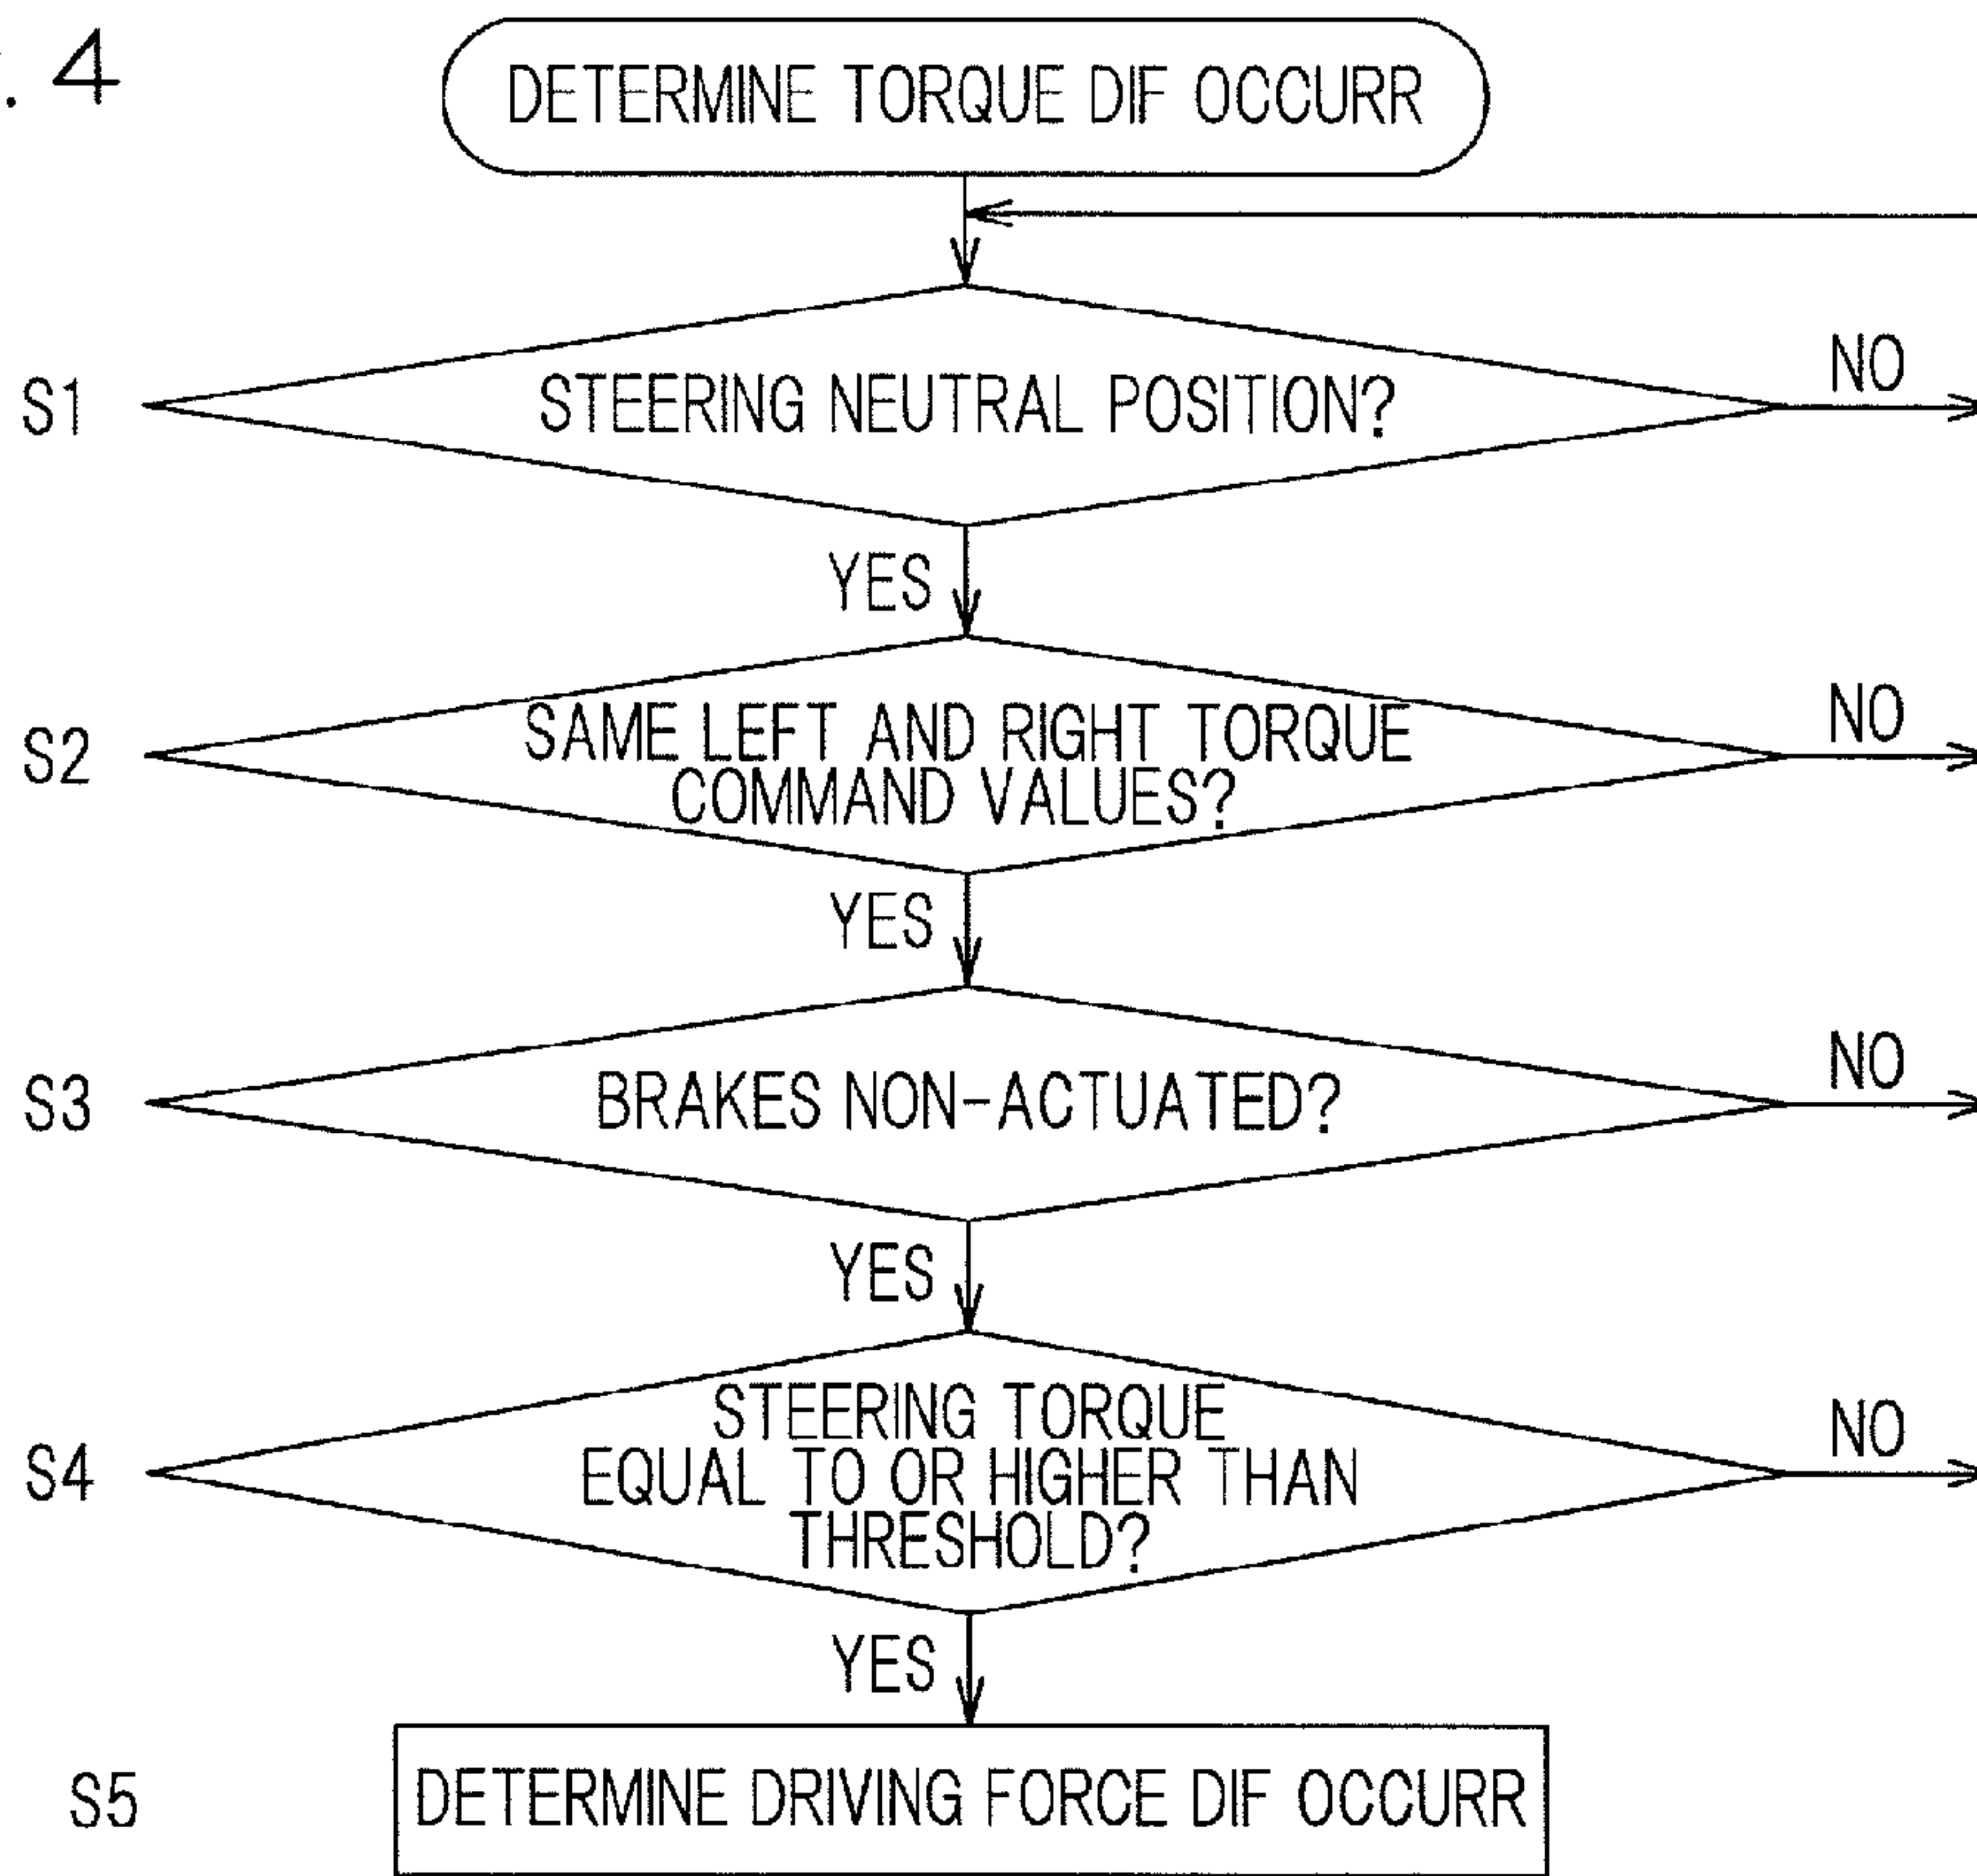 . 4
DETERMINE TORQUE DIF OCCURR
S1
STEERING NEUTRAL POSITION?
NO
YES
S2
SAME LEFT AND RIGHT TORQUE
COMMAND VALUES?
NO
YES
S3
BRAKES NON-ACTUATED?
NO
YES
S4
STEERING TORQUE
EQUAL TO OR HIGHER THAN
THRESHOLD?
NO
YES
S5
DETERMINE DRIVING FORCE DIF OCCURR